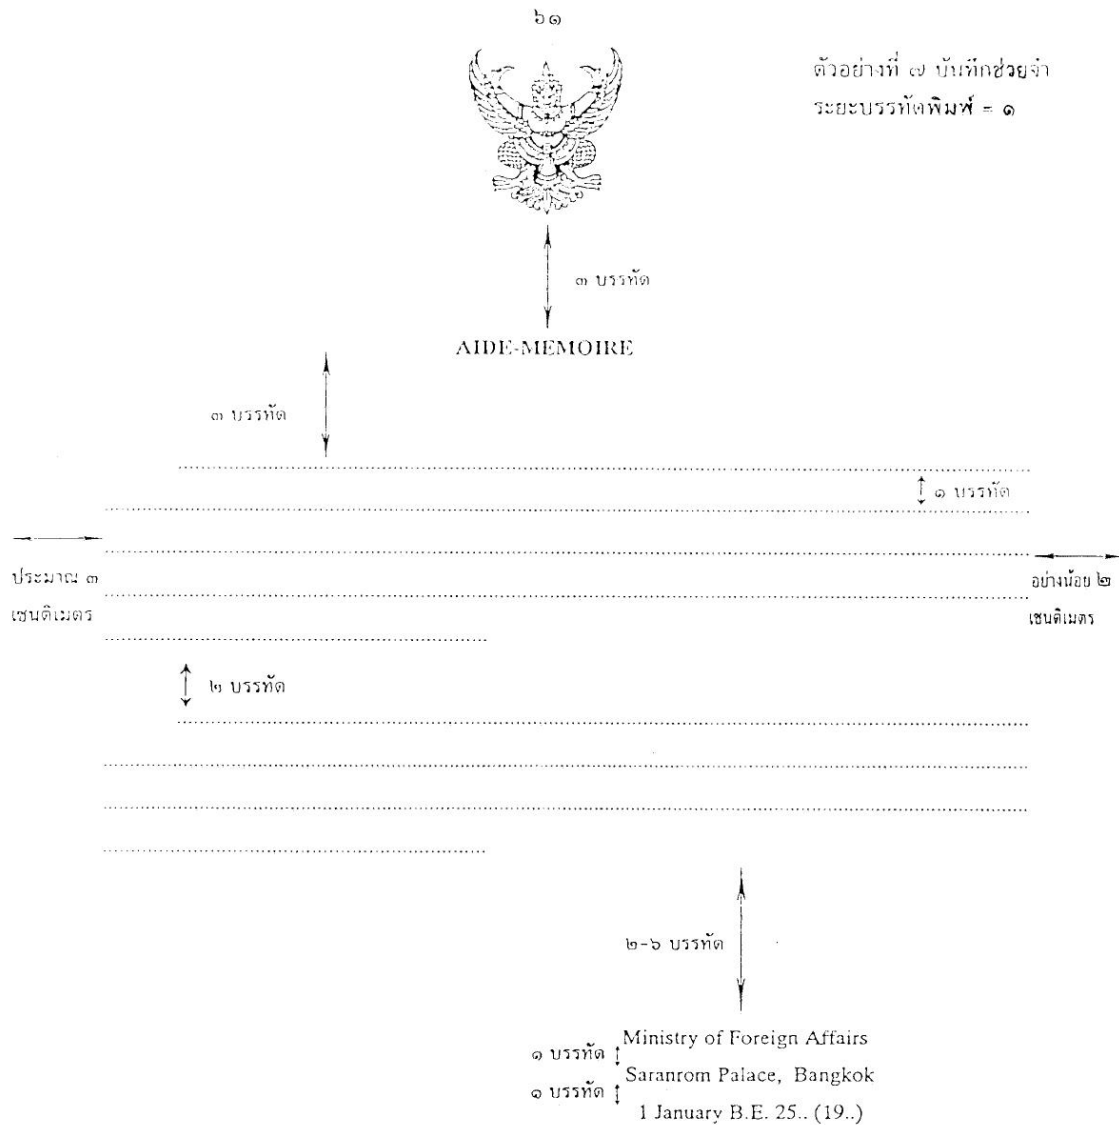 ๖๑
ตัวอย่างที่ ๗ บันทึกช่วยจำ
ระยะบรรทัดพิมพ์ = ๑
๓ บรรทัด
AIDE-MEMOIRE
๓ บรรทัด
๑ บรรทัด
ประมาณ ๓
เซนติเมตร
อย่างน้อย ๒
เซนติเมตร
๒ บรรทัด
๒-๖ บรรทัด
Ministry of Foreign Affairs
๑ บรรทัด
Saranrom Palace, Bangkok
๑ บรรทัด
1 January B.E. 25.. (19..)